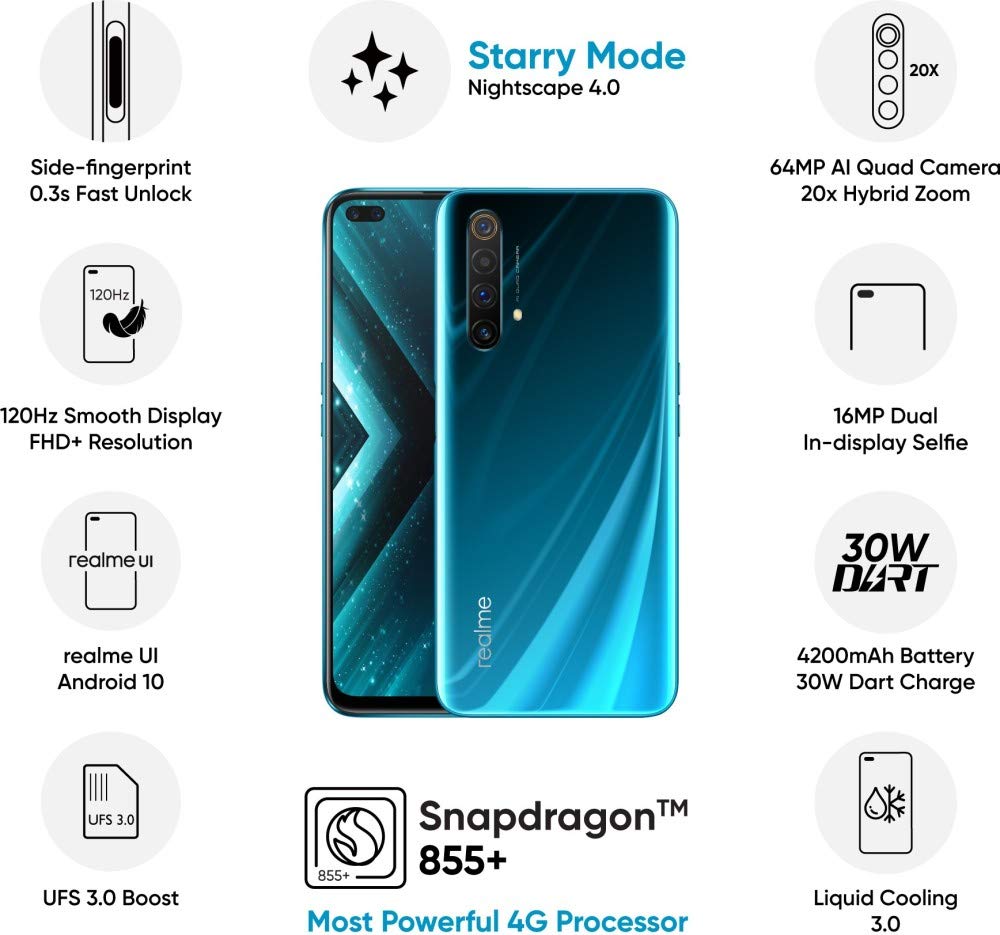 Side-fingerprint
0.3s Fast Unlock
Starry Mode
Nightscape 4.0
20X
64MP AI Quad Camera
20x Hybrid Zoom
120Hz
120Hz Smooth Display
FHD+ Resolution
AI QUAD CAMERA
realme
16MP Dual
In-display Selfie
realme UI
realme UI
Android 10
30W
DART
4200mAh Battery
30W Dart Charge
UFS 3.0
UFS 3.0 Boost
855+
Snapdragon™
855+
Most Powerful 4G Processor
Liquid Cooling
3.0